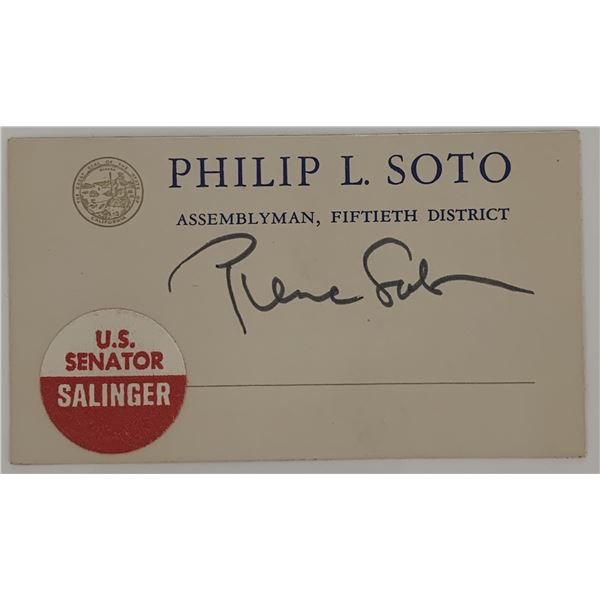 PHILIP L. SOTO
ASSEMBLYMAN, FIFTIETH DISTRICT
U.S.
SENATOR
SALINGER